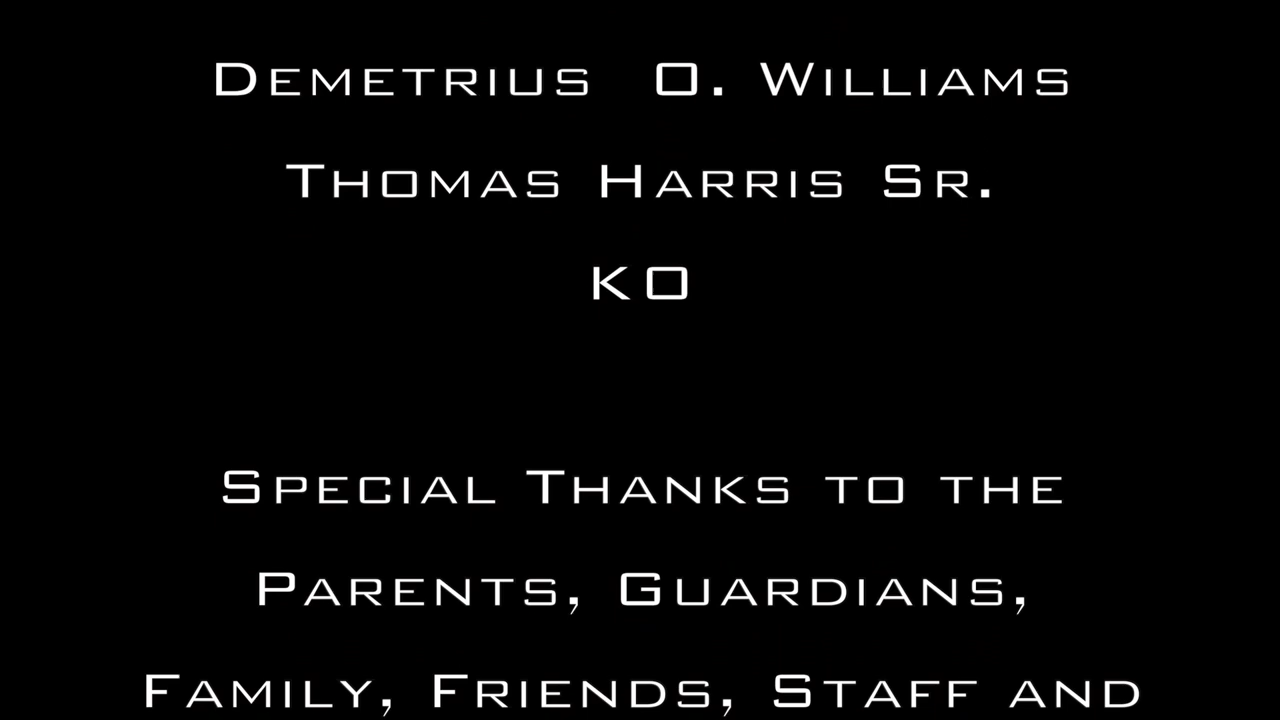 Demetrius O. Williams
Thomas Harris Sr.
KO
Special Thanks to the
Parents, Guardians,
Family, Friends, Staff and